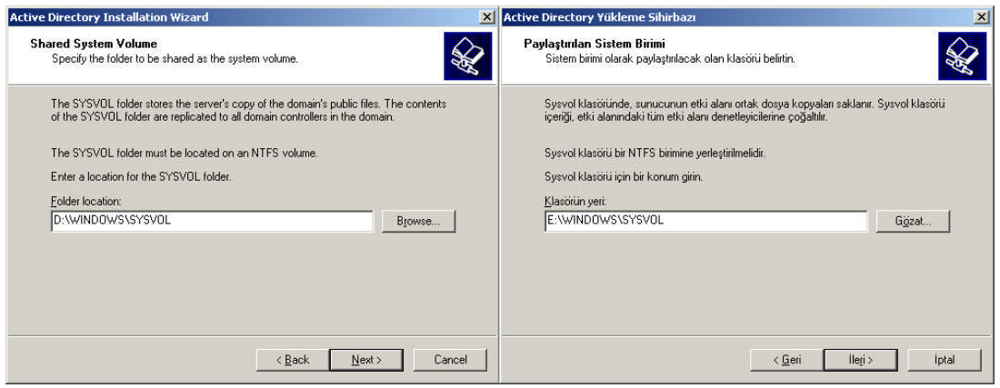 Active Directory Installation Wizard
Shared System Volume
Specify the folder to be shared as the system volume.
The SYSVOL folder stores the server's copy of the domain's public files. The contents
of the SYSVOL folder are replicated to all domain controllers in the domain.
The SYSVOL folder must be located on an NTFS volume.
Enter a location for the SYSVOL folder.
Folder location:
D:\WINDOWS\SYSVOL
Browse...
< Back
Next >
Cancel
Active Directory Yükleme Sihirbazı
Paylaştırılan Sistem Birimi
Sistem birimi olarak paylaştırılacak olan klasörü belirtin.
Sysvol klasöründe, sunucunun etki alanı ortak dosya kopyaları saklanır. Sysvol klasörü
içeriği, etki alanındaki tüm etki alanı denetleyicilerine çoğaltılır.
Sysvol klasörü bir NTFS birimine yerleştirilmelidir.
Sysvol klasörü için bir konum girin.
Klasörün yeri:
E:\WINDOWS\SYSVOL
Gözat...
< Geri
İleri >
İptal